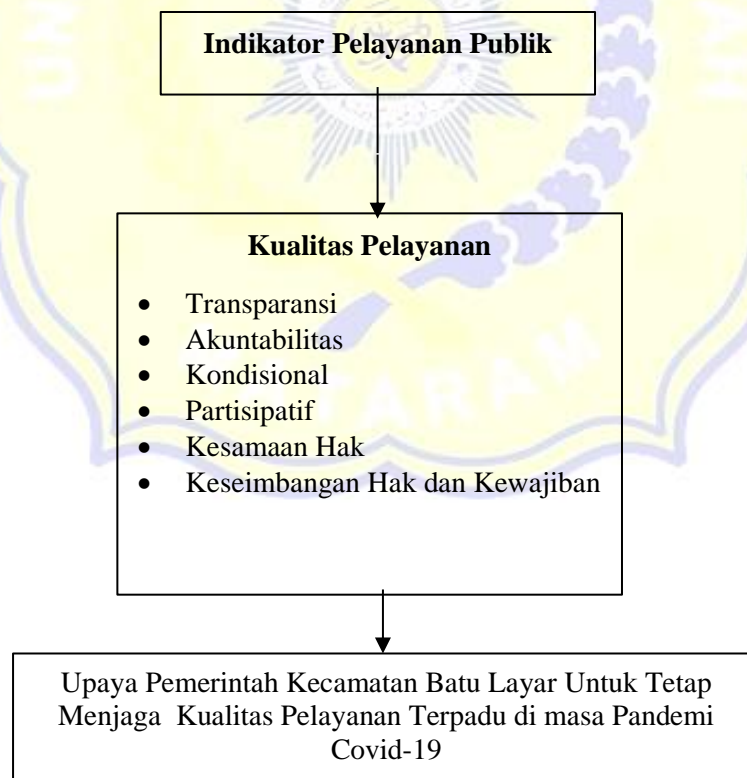 Indikator Pelayanan Publik
Kualitas Pelayanan
• Transparansi
• Akuntabilitas
• Kondisional
• Partisipatif
• Kesamaan Hak
• Keseimbangan Hak dan Kewajiban
Upaya Pemerintah Kecamatan Batu Layar Untuk Tetap
Menjaga Kualitas Pelayanan Terpadu di masa Pandemi
Covid-19